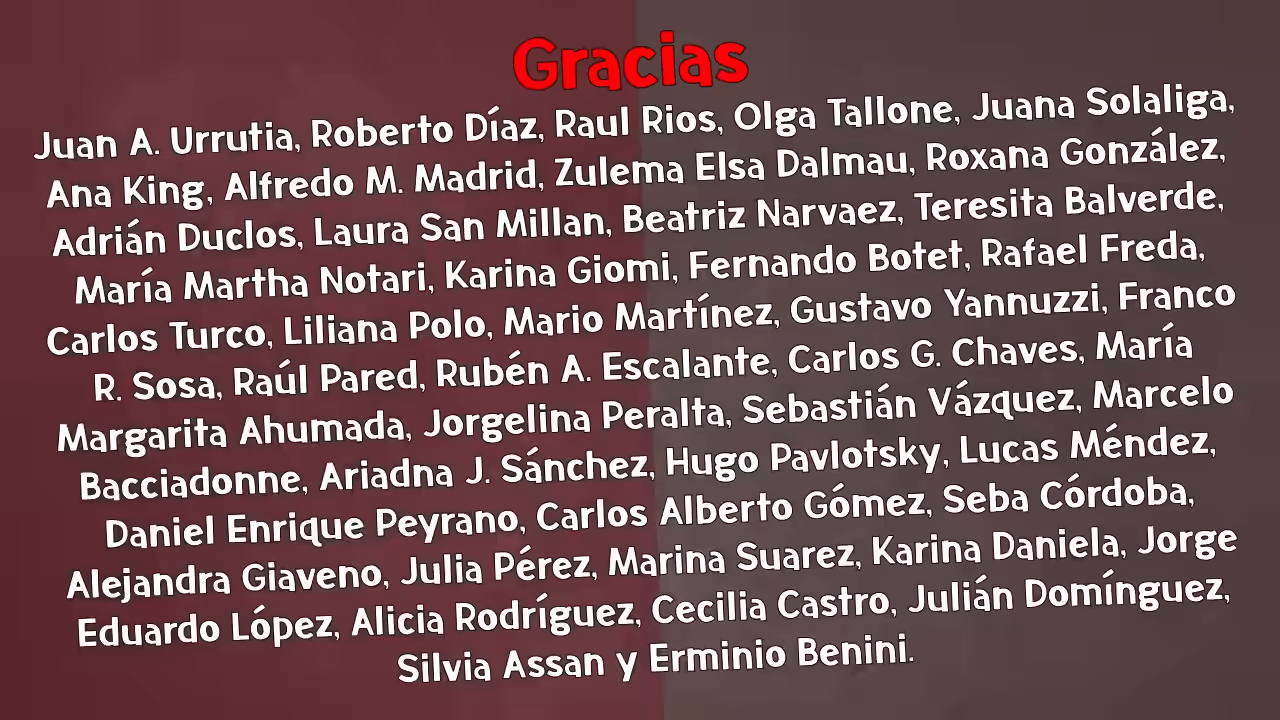 Gracias
Juan A. Urrutia, Roberto Díaz, Raul Rios, Olga Tallone, Juana Solaliga,
Ana King, Alfredo M. Madrid, Zulema Elsa Dalmau, Roxana González,
Adrián Duclos, Laura San Millan, Beatriz Narvaez, Teresita Balverde,
María Martha Notari, Karina Giomi, Fernando Botet, Rafael Freda,
Carlos Turco, Liliana Polo, Mario Martínez, Gustavo Yannuzzi, Franco
R. Sosa, Raúl Pared, Rubén A. Escalante, Carlos G. Chaves, María
Margarita Ahumada, Jorgelina Peralta, Sebastián Vázquez, Marcelo
Bacciadonne, Ariadna J. Sánchez, Hugo Pavlotsky, Lucas Méndez,
Daniel Enrique Peyrano, Carlos Alberto Gómez, Seba Córdoba,
Alejandra Giaveno, Julia Pérez, Marina Suarez, Karina Daniela, Jorge
Eduardo López, Alicia Rodríguez, Cecilia Castro, Julián Domínguez,
Silvia Assan y Erminio Benini.